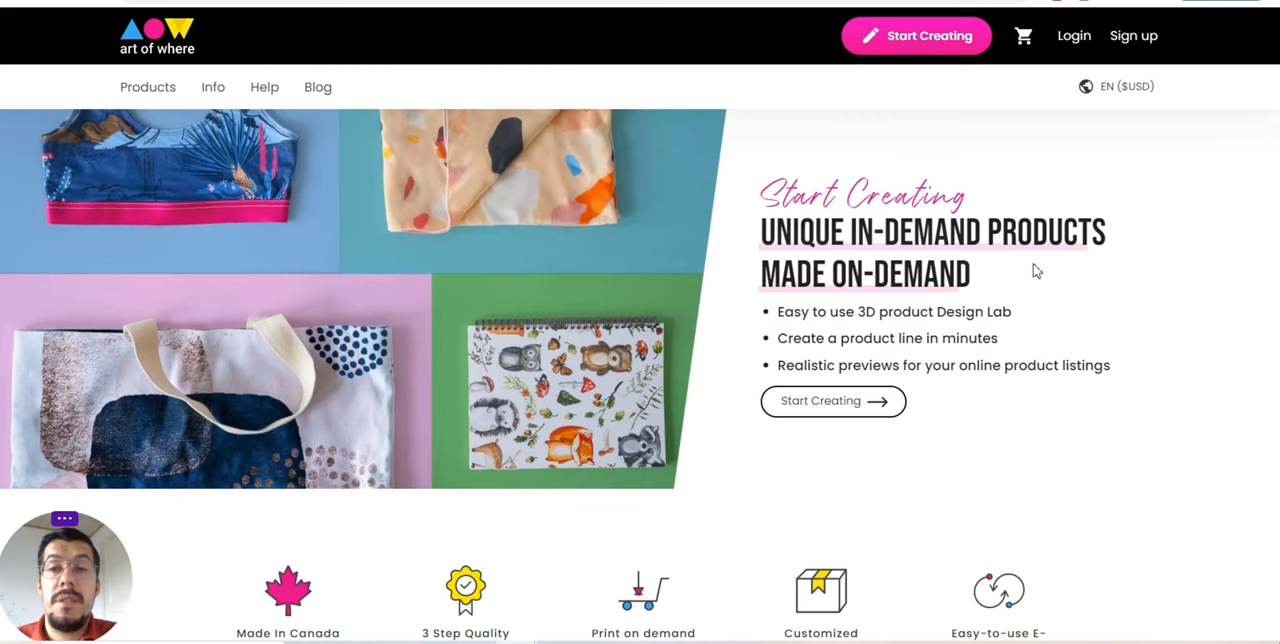 art of where
Start Creating
Login
Sign up
Products
Info
Help
Blog
EN ($USD)
Start Creating
UNIQUE IN-DEMAND PRODUCTS
MADE ON-DEMAND
Easy to use 3D product Design Lab
Create a product line in minutes
Realistic previews for your online product listings
Start Creating
Made In Canada
3 Step Quality
Print on demand
Customized
Easy-to-use E-